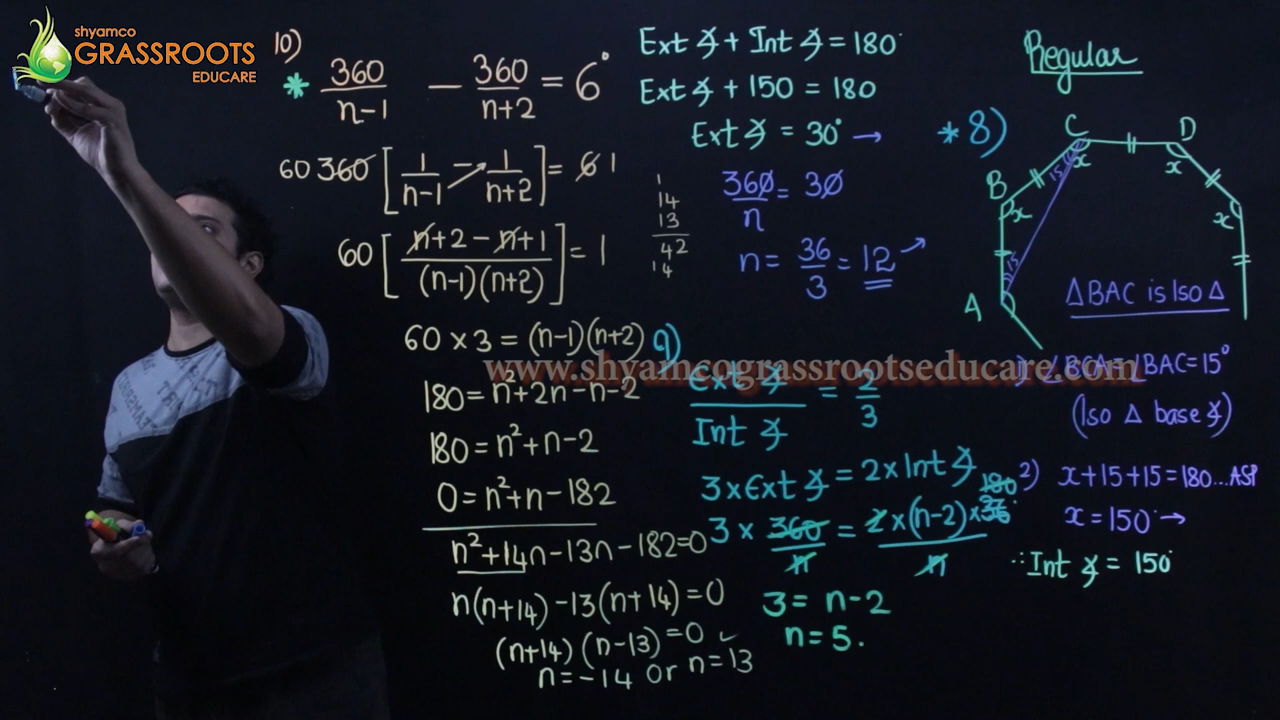 shyamco
GRASSROOTS
EDUCARE
10)
* 360/(n-1) - 360/(n+2) = 6°
60 360 [1/(n-1) - 1/(n+2)] = 6 1
60 [(n+2-n+1)/((n-1)(n+2))] = 1
60 × 3 = (n-1)(n+2)
180 = n²+2n-n-2
180 = n²+n-2
0 = n²+n-182
n²+14n-13n-182=0
n(n+14)-13(n+14)=0
(n+14)(n-13)=0 ✓
n=-14 or n=13
1
14
13
42
14
Ext ∡ + Int ∡ = 180°
Ext ∡ + 150 = 180
Ext ∡ = 30° →
360/n = 30
n = 36/3 = 12 →
9)
Ext ∡/Int ∡ = 2/3
3 × Ext ∡ = 2 × Int ∡
3 × 360/n = 2×(n-2)×180/n
3 = n-2
n = 5.
Regular
* 8)
A
B
C
D
x
x
x
x
15
15
△BAC is Iso △
1) ∠BCA = ∠BAC = 15°
(Iso △ base ∡)
2) x+15+15=180...ASP
x = 150° →
∴ Int ∡ = 150°
www.shyamcograssrootseducare.com